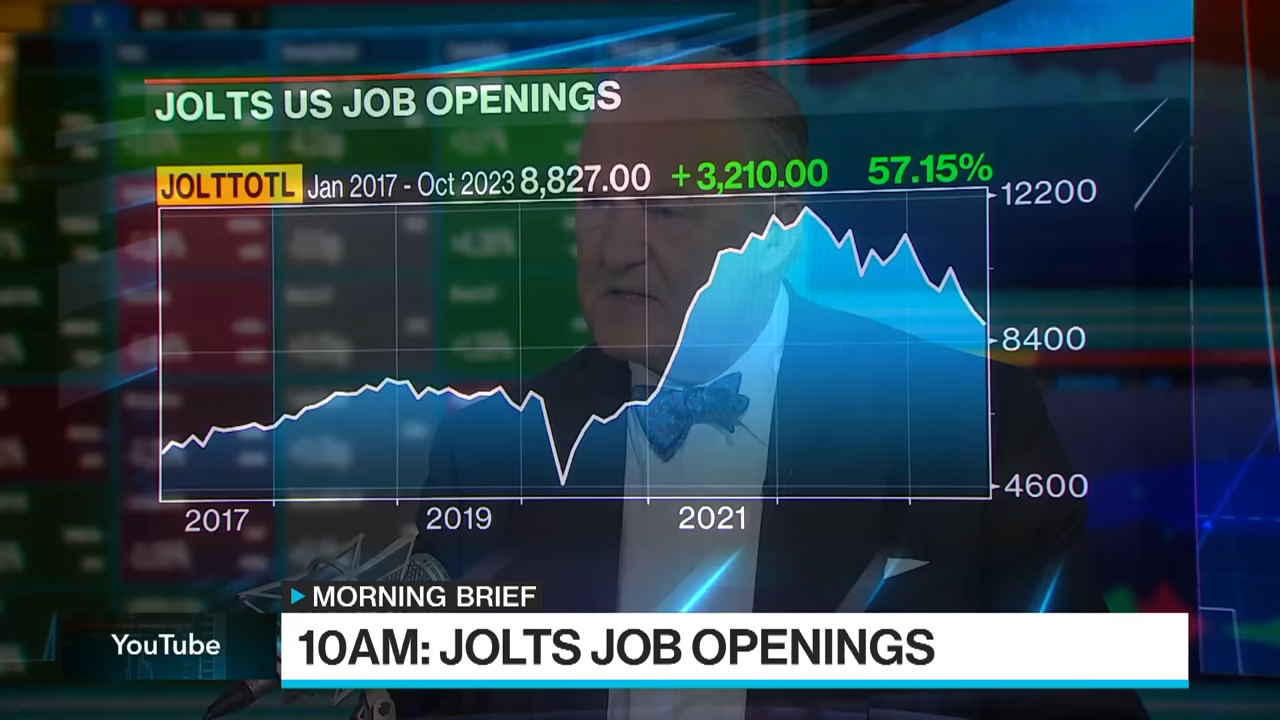 JOLTS US JOB OPENINGS
JOLTTOTL Jan 2017 - Oct 2023 8,827.00 +3,210.00 57.15%
12200
8400
4600
2017 2019 2021
MORNING BRIEF
YouTube
10AM: JOLTS JOB OPENINGS